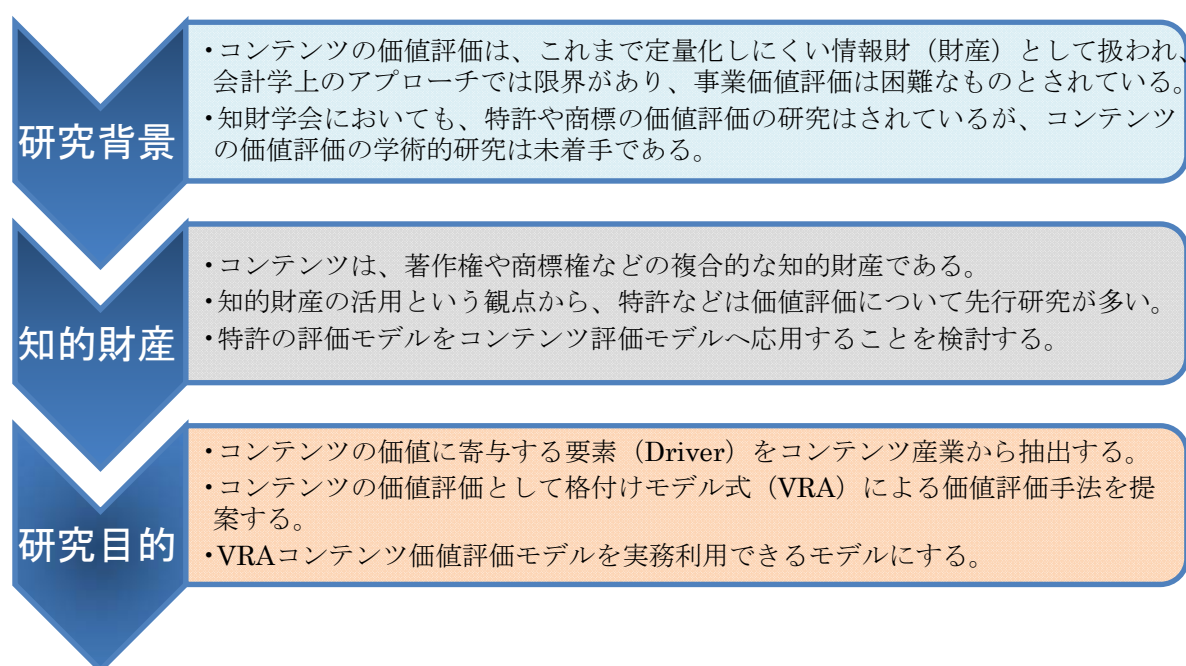 研究背景
・コンテンツの価値評価は、これまで定量化しにくい情報財（財産）として扱われ、
会計学上のアプローチでは限界があり、事業価値評価は困難なものとされている。
・知財学会においても、特許や商標の価値評価の研究はされているが、コンテンツ
の価値評価の学術的研究は未着手である。
知的財産
・コンテンツは、著作権や商標権などの複合的な知的財産である。
・知的財産の活用という観点から、特許などは価値評価について先行研究が多い。
・特許の評価モデルをコンテンツ評価モデルへ応用することを検討する。
研究目的
・コンテンツの価値に寄与する要素（Driver）をコンテンツ産業から抽出する。
・コンテンツの価値評価として格付けモデル式（VRA）による価値評価手法を提
案する。
・VRAコンテンツ価値評価モデルを実務利用できるモデルにする。